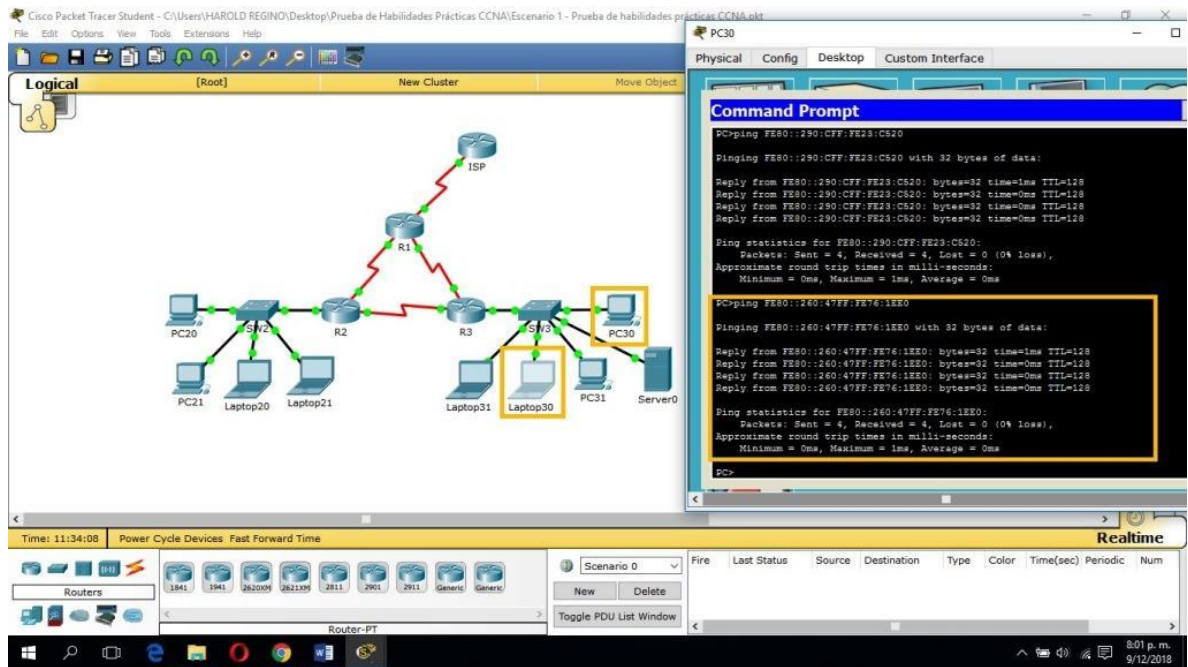 Cisco Packet Tracer Student - C:\Users\HAROLD REGINO\Desktop\Prueba de Habilidades Prácticas CCNA\Escenario 1 - Prueba de habilidades prácticas CCNA.pkt
File Edit Options View Tools Extensions Help
Logical [Root] New Cluster Move Object
ISP
R1
PC20 SW2 R2 R3 SW3 PC30
PC21 Laptop20 Laptop21 Laptop31 Laptop30 PC31 Server0
PC30
Physical Config Desktop Custom Interface
Command Prompt
PC>ping FE80::290:CFF:FE23:C520
Pinging FE80::290:CFF:FE23:C520 with 32 bytes of data:
Reply from FE80::290:CFF:FE23:C520: bytes=32 time=1ms TTL=128
Reply from FE80::290:CFF:FE23:C520: bytes=32 time=0ms TTL=128
Reply from FE80::290:CFF:FE23:C520: bytes=32 time=0ms TTL=128
Reply from FE80::290:CFF:FE23:C520: bytes=32 time=0ms TTL=128
Ping statistics for FE80::290:CFF:FE23:C520:
Packets: Sent = 4, Received = 4, Lost = 0 (0% loss),
Approximate round trip times in milli-seconds:
Minimum = 0ms, Maximum = 1ms, Average = 0ms
PC>ping FE80::260:47FF:FE76:1EE0
Pinging FE80::260:47FF:FE76:1EE0 with 32 bytes of data:
Reply from FE80::260:47FF:FE76:1EE0: bytes=32 time=1ms TTL=128
Reply from FE80::260:47FF:FE76:1EE0: bytes=32 time=0ms TTL=128
Reply from FE80::260:47FF:FE76:1EE0: bytes=32 time=0ms TTL=128
Reply from FE80::260:47FF:FE76:1EE0: bytes=32 time=0ms TTL=128
Ping statistics for FE80::260:47FF:FE76:1EE0:
Packets: Sent = 4, Received = 4, Lost = 0 (0% loss),
Approximate round trip times in milli-seconds:
Minimum = 0ms, Maximum = 1ms, Average = 0ms
PC>
Time: 11:34:08 Power Cycle Devices Fast Forward Time Realtime
Routers
1841 1941 2620XM 2621XM 2811 2901 2911 Generic Generic
Router-PT
Scenario 0
New Delete
Toggle PDU List Window
Fire Last Status Source Destination Type Color Time(sec) Periodic Num
8:01 p. m.
9/12/2018